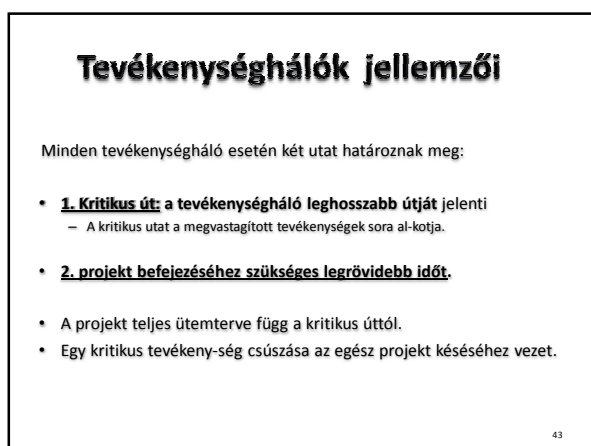 Tevékenységhálók jellemzői
Minden tevékenységháló esetén két utat határoznak meg:
• 1. Kritikus út: a tevékenységháló leghosszabb útját jelenti
– A kritikus utat a megvastagított tevékenységek sora al-kotja.
• 2. projekt befejezéséhez szükséges legrövidebb időt.
• A projekt teljes ütemterve függ a kritikus úttól.
• Egy kritikus tevékeny-ség csúszása az egész projekt késéséhez vezet.
43